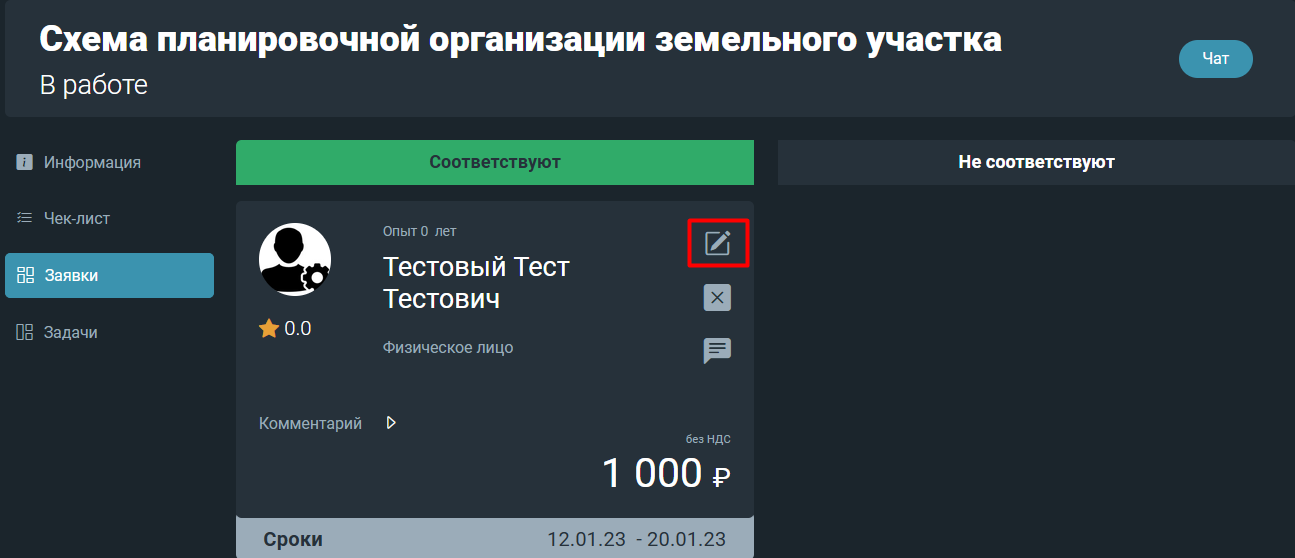 Схема планировочной организации земельного участка
В работе
Чат
Информация
Чек-лист
Заявки
Задачи
Соответствуют
Не соответствуют
Опыт 0 лет
Тестовый Тест
Тестович
0.0
Физическое лицо
Комментарий
без НДС
1 000 ₽
Сроки 12.01.23 - 20.01.23